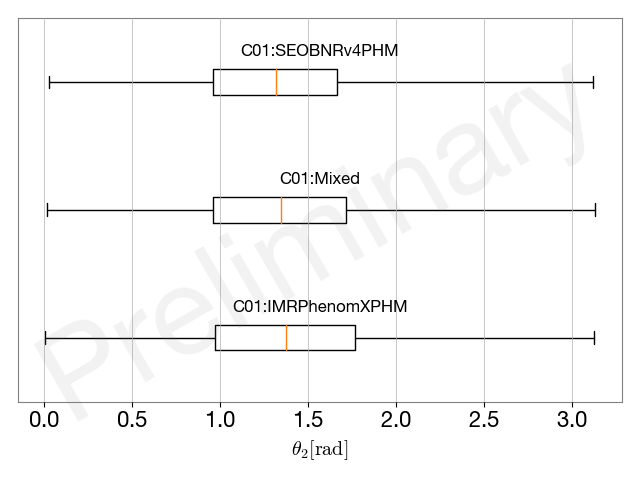 C01:SEOBNRv4PHM
C01:Mixed
C01:IMRPhenomXPHM
Preliminary
0.0 0.5 1.0 1.5 2.0 2.5 3.0
θ₂[rad]